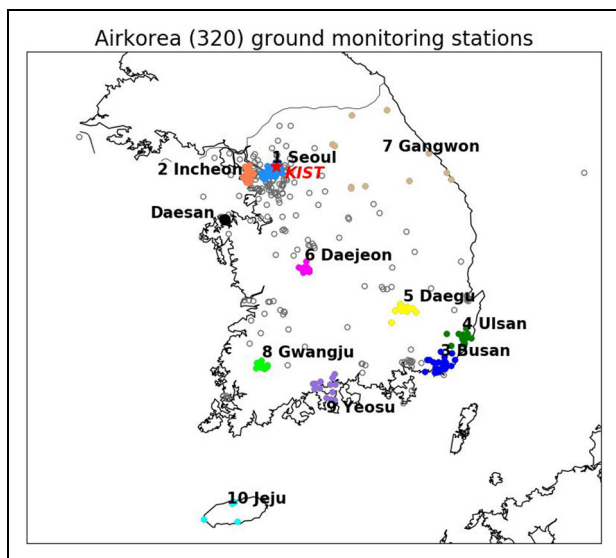 Airkorea (320) ground monitoring stations
7 Gangwon
1 Seoul
2 Incheon
KIST
Daesan
6 Daejeon
5 Daegu
4 Ulsan
3 Busan
8 Gwangju
9 Yeosu
10 Jeju